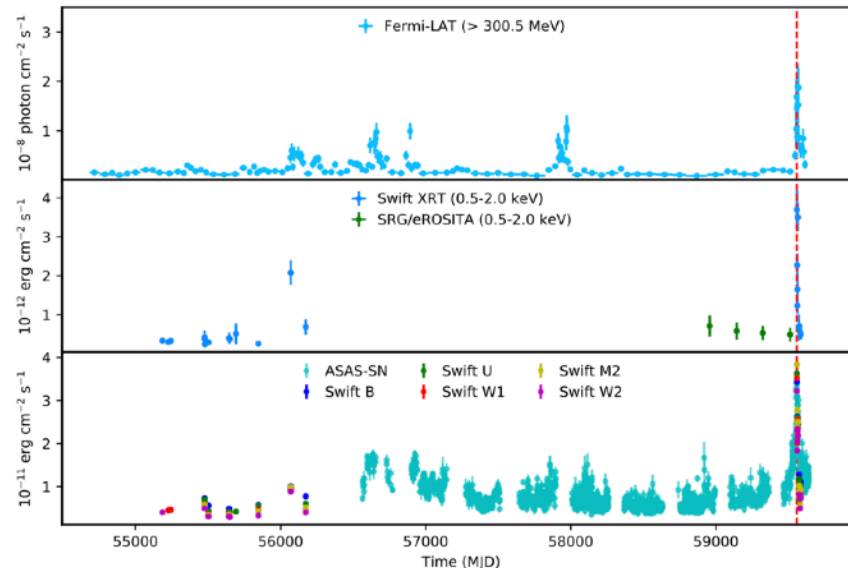 Fermi-LAT (> 300.5 MeV)
10⁻⁸ photon cm⁻² s⁻¹
3
2
1
Swift XRT (0.5-2.0 keV)
SRG/eROSITA (0.5-2.0 keV)
10⁻¹² erg cm⁻² s⁻¹
4
3
2
1
ASAS-SN Swift U Swift M2
Swift B Swift W1 Swift W2
10⁻¹¹ erg cm⁻² s⁻¹
4
3
2
1
55000 56000 57000 58000 59000
Time (MJD)